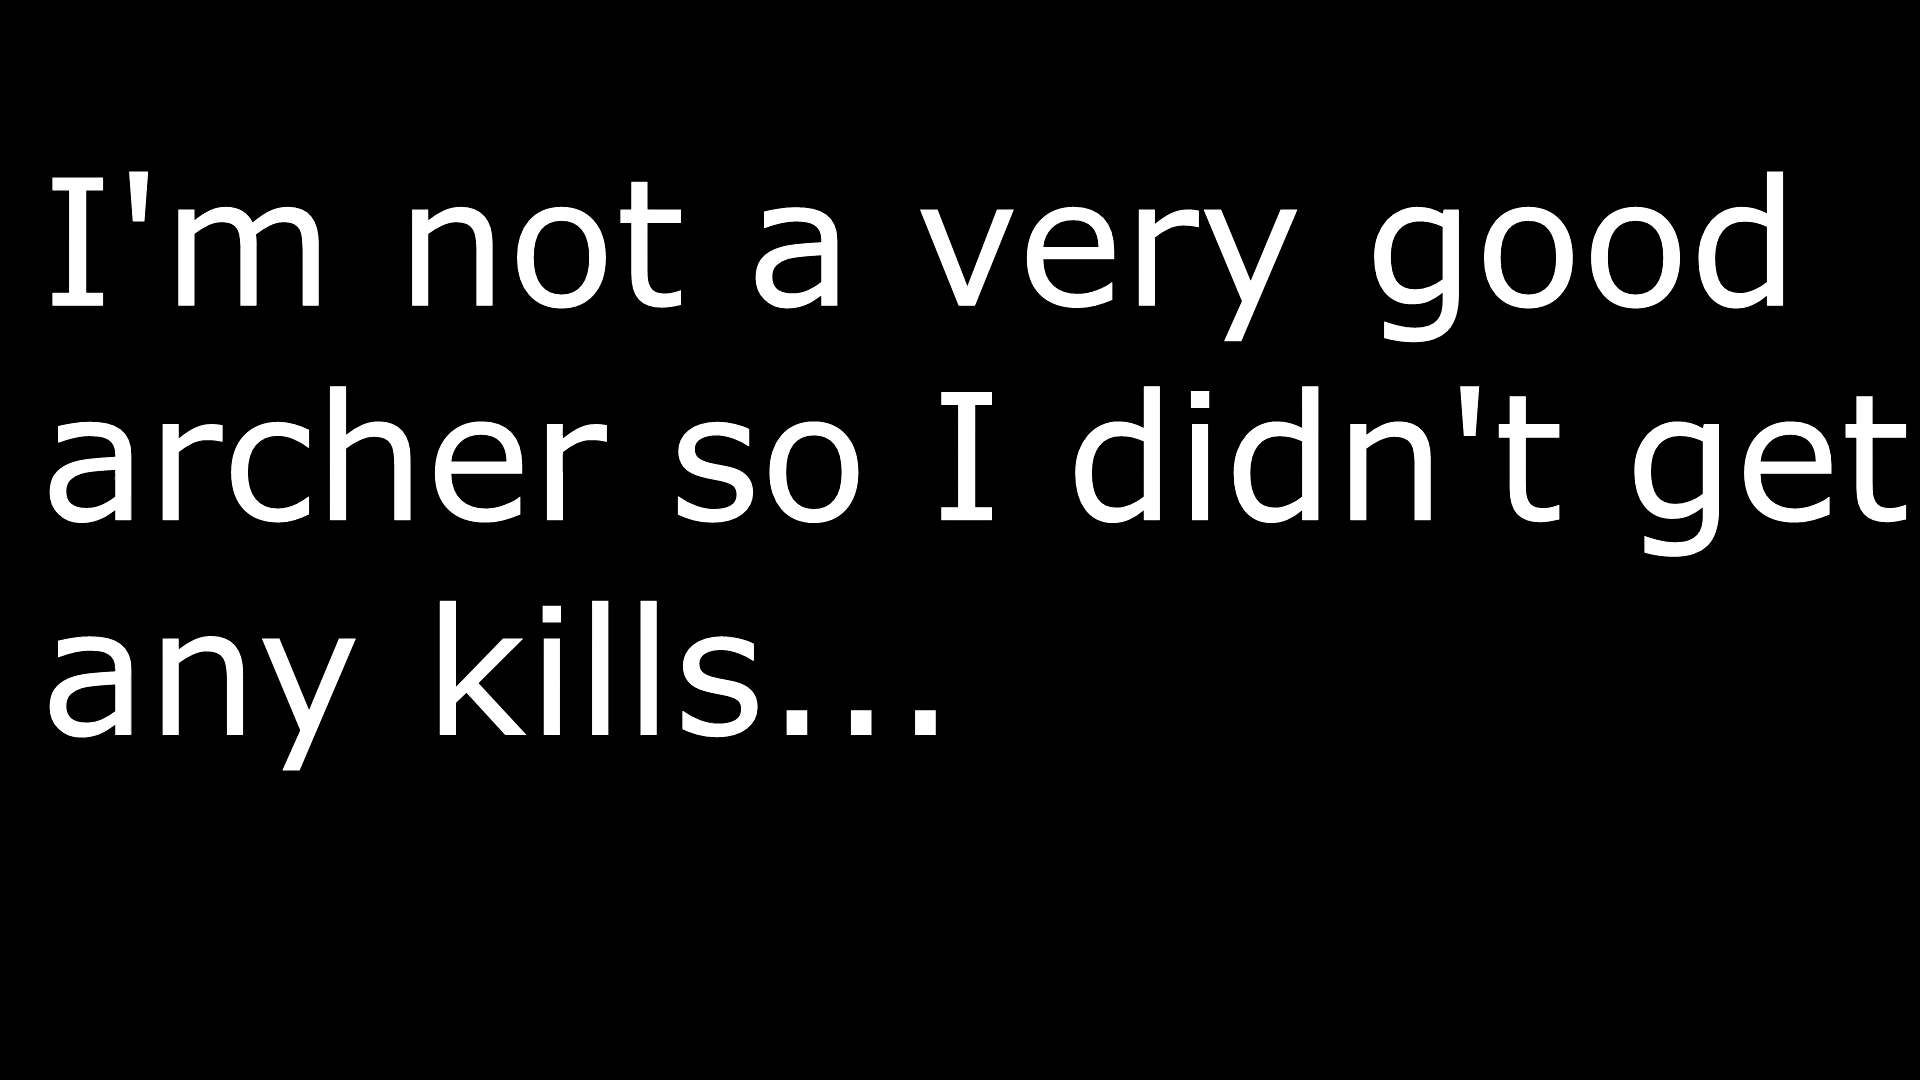 I'm not a very good
archer so I didn't get
any kills...